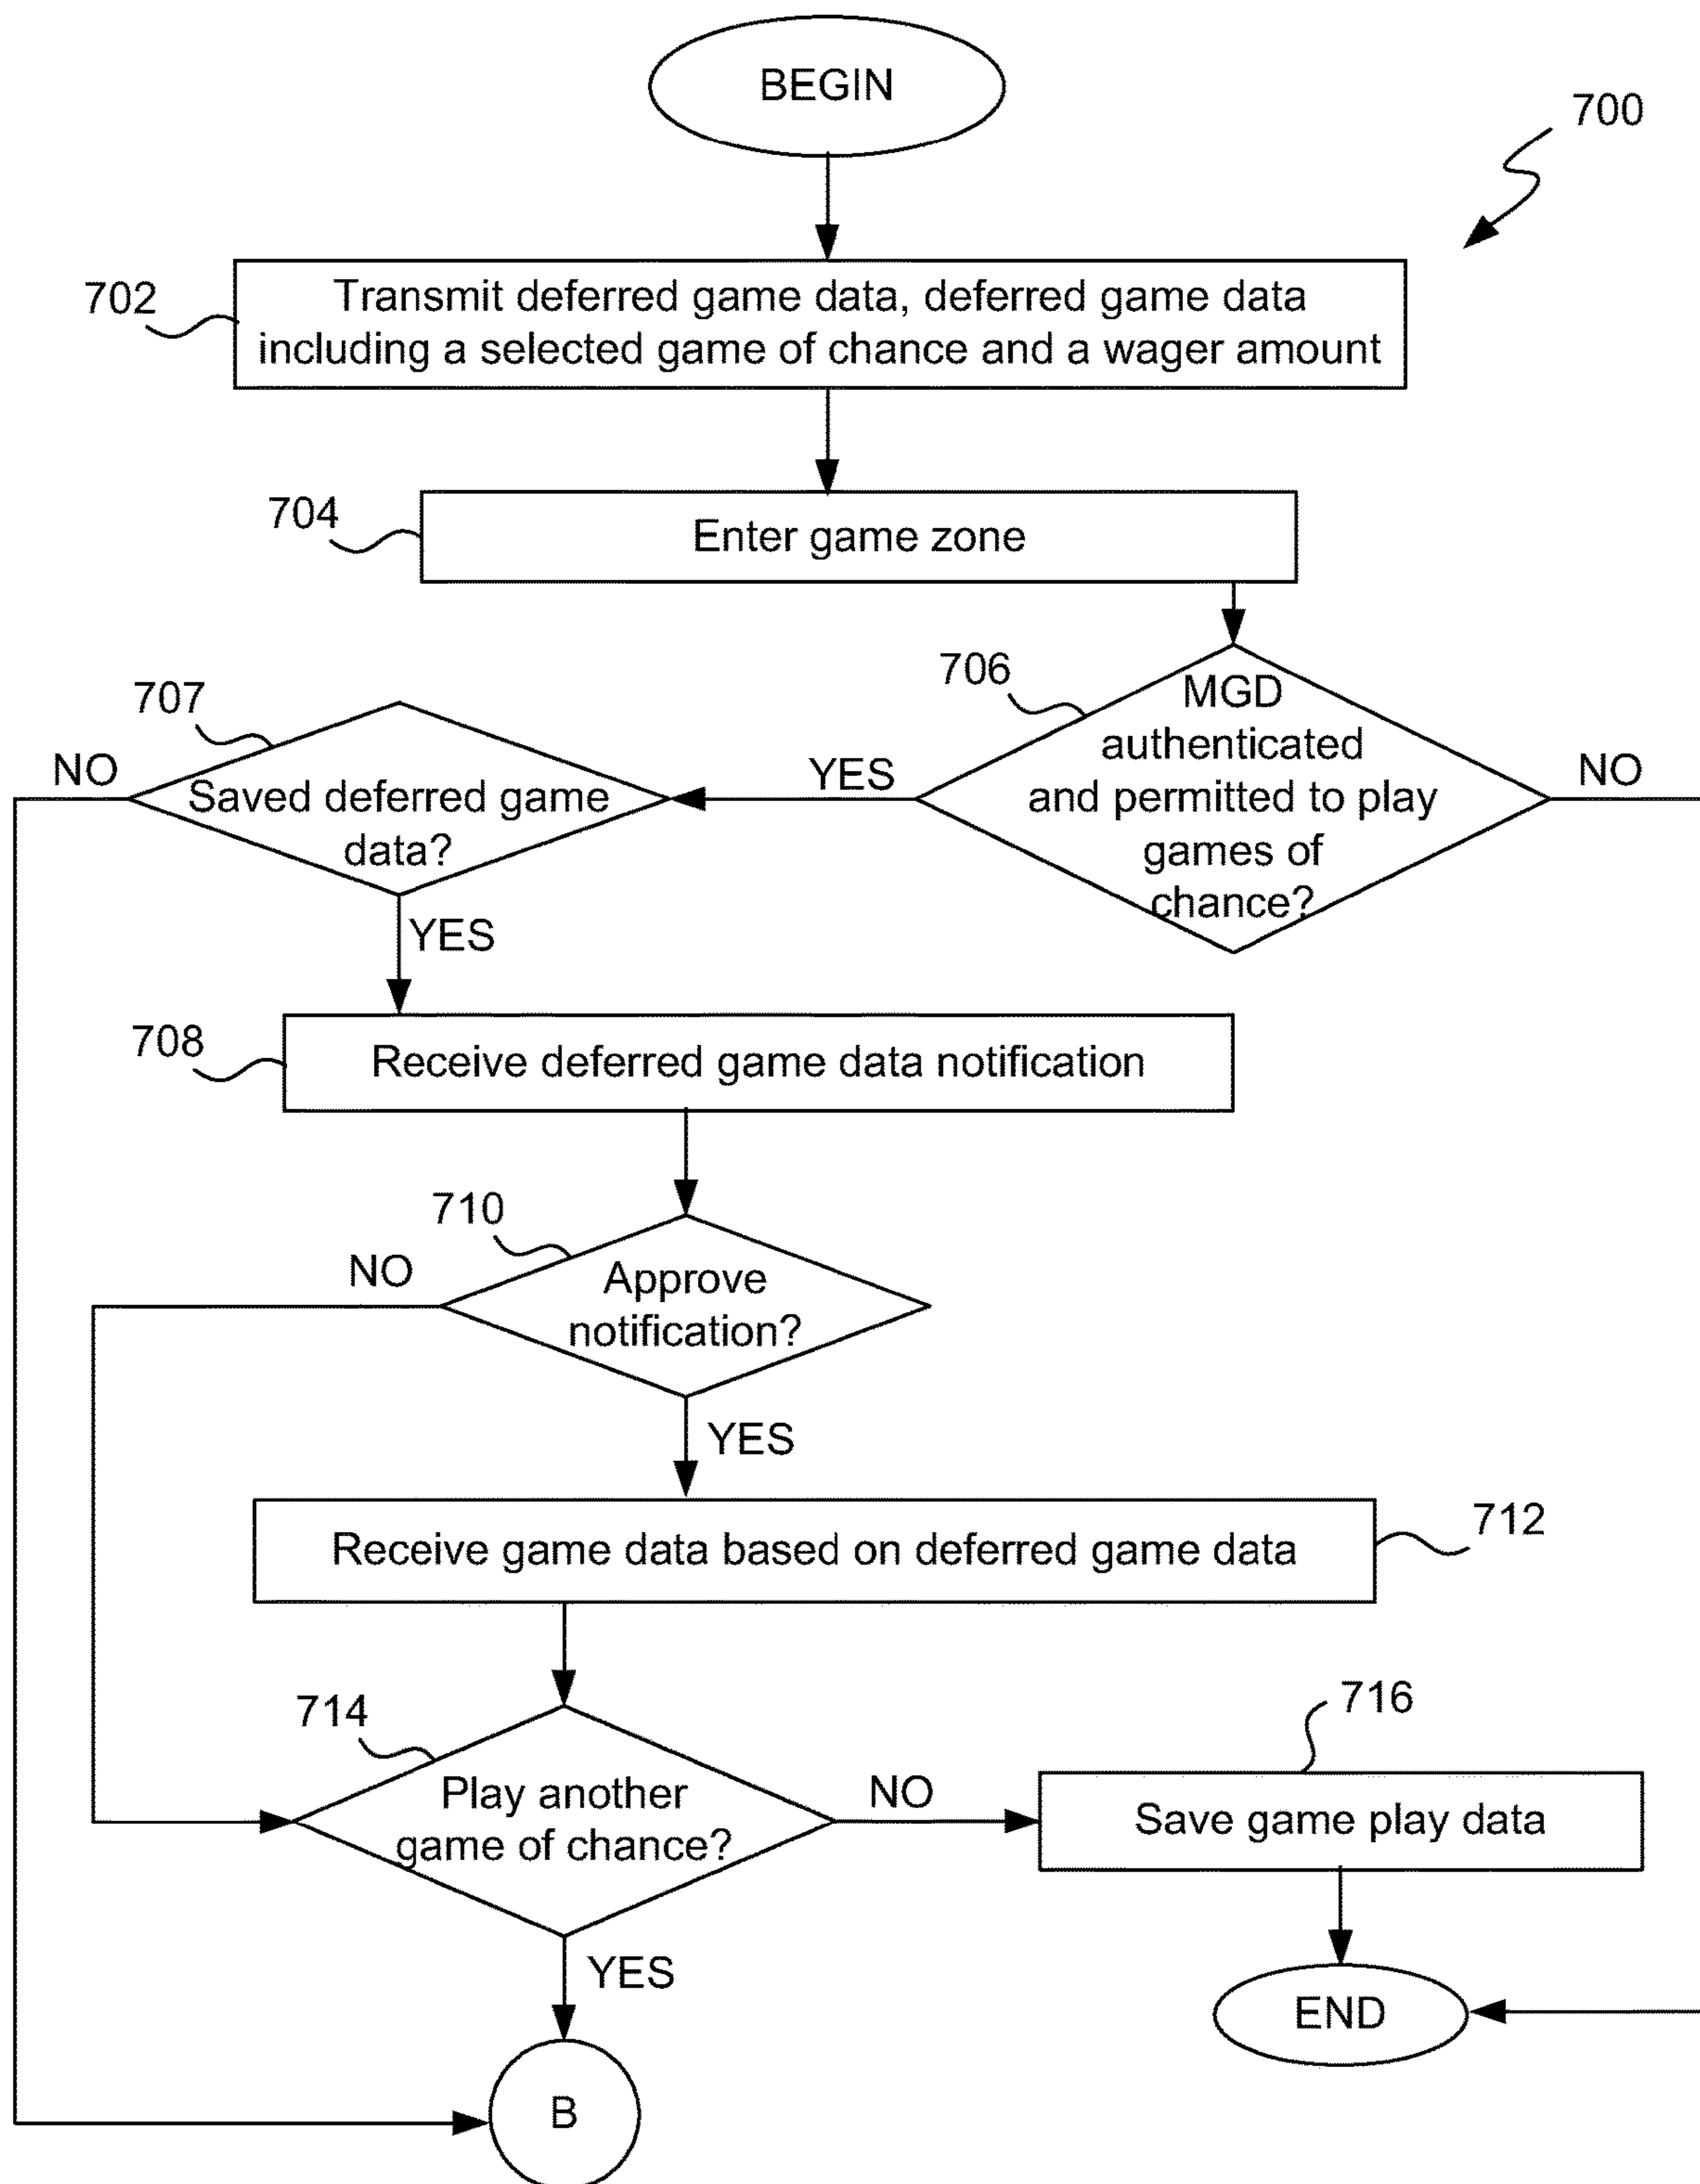 BEGIN
700
702
Transmit deferred game data, deferred game data
including a selected game of chance and a wager amount
704
Enter game zone
706
MGD
authenticated
and permitted to play
games of
chance?
YES
NO
707
NO
Saved deferred game
data?
YES
708
Receive deferred game data notification
710
NO
Approve
notification?
YES
712
Receive game data based on deferred game data
714
Play another
game of chance?
NO
716
Save game play data
YES
END
B